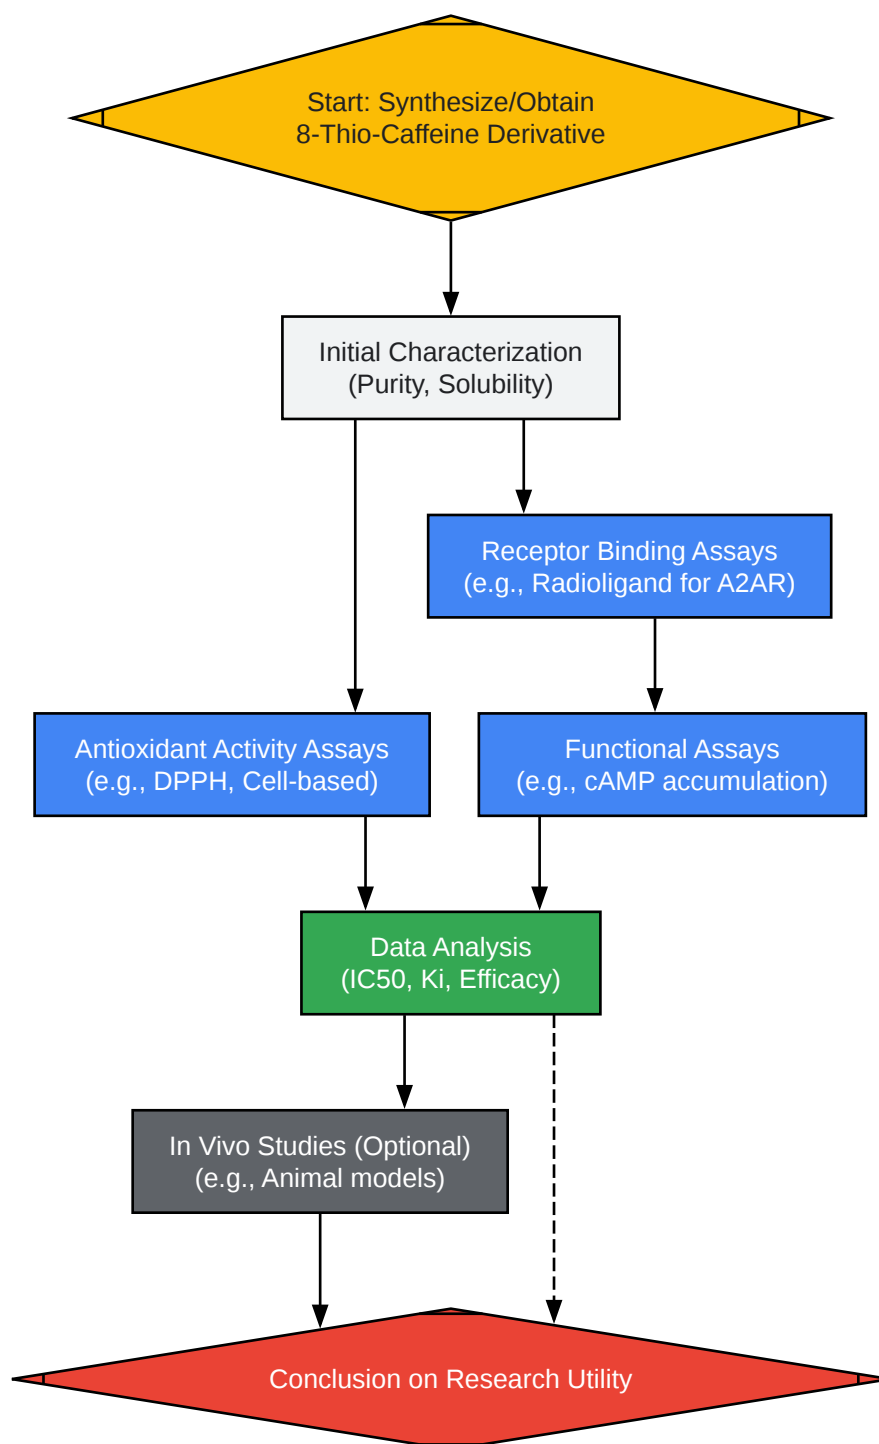 Start: Synthesize/Obtain
8-Thio-Caffeine Derivative
Initial Characterization
(Purity, Solubility)
Receptor Binding Assays
(e.g., Radioligand for A2AR)
Antioxidant Activity Assays
(e.g., DPPH, Cell-based)
Functional Assays
(e.g., cAMP accumulation)
Data Analysis
(IC50, Ki, Efficacy)
In Vivo Studies (Optional)
(e.g., Animal models)
Conclusion on Research Utility